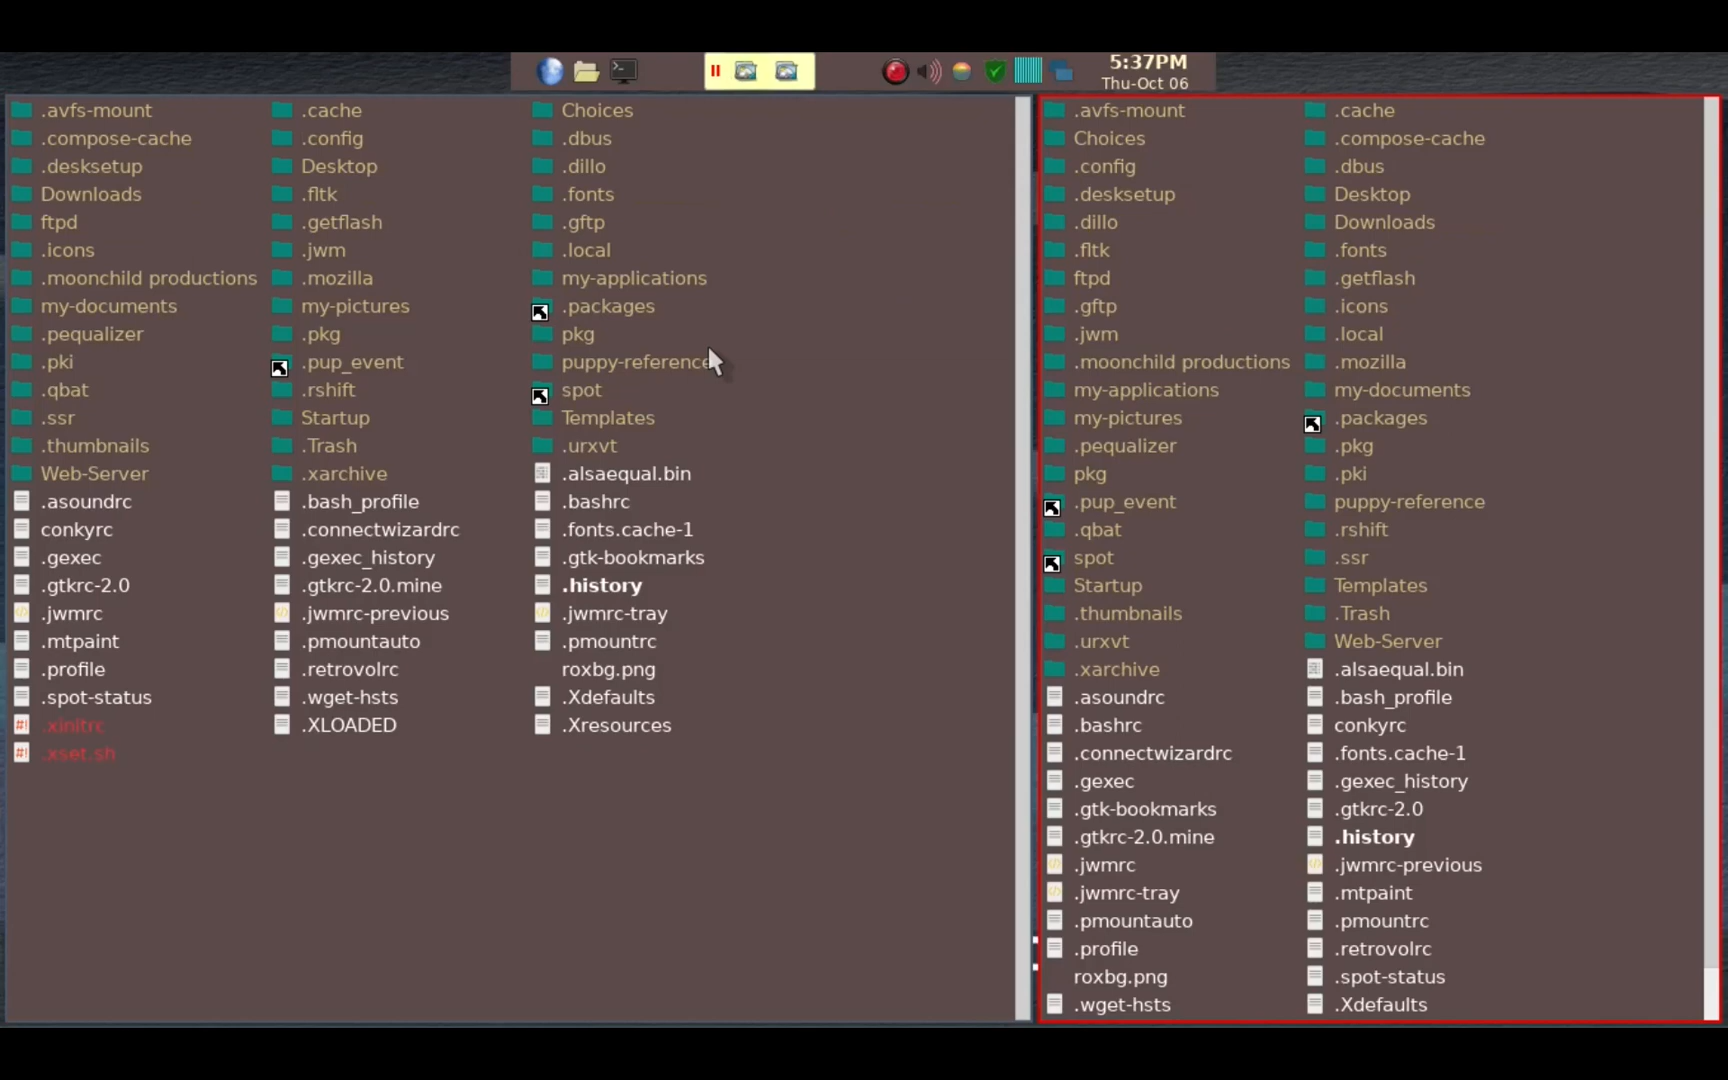 5:37PM
Thu-Oct 06
.avfs-mount .cache Choices
.compose-cache .config .dbus
.desksetup Desktop .dillo
Downloads .fltk .fonts
ftpd .getflash .gftp
.icons .jwm .local
.moonchild productions .mozilla my-applications
my-documents my-pictures .packages
.pequalizer .pkg pkg
.pki .pup_event puppy-reference
.qbat .rshift spot
.ssr Startup Templates
.thumbnails .Trash .urxvt
Web-Server .xarchive .alsaequal.bin
.asoundrc .bash_profile .bashrc
conkyrc .connectwizardrc .fonts.cache-1
.gexec .gexec_history .gtk-bookmarks
.gtkrc-2.0 .gtkrc-2.0.mine .history
.jwmrc .jwmrc-previous .jwmrc-tray
.mtpaint .pmountauto .pmountrc
.profile .retrovolrc roxbg.png
.spot-status .wget-hsts .Xdefaults
.xinitrc .XLOADED .Xresources
.xset.sh
.avfs-mount .cache
Choices .compose-cache
.config .dbus
.desksetup Desktop
.dillo Downloads
.fltk .fonts
ftpd .getflash
.gftp .icons
.jwm .local
.moonchild productions .mozilla
my-applications my-documents
my-pictures .packages
.pequalizer .pkg
pkg .pki
.pup_event puppy-reference
.qbat .rshift
spot .ssr
Startup Templates
.thumbnails .Trash
.urxvt Web-Server
.xarchive .alsaequal.bin
.asoundrc .bash_profile
.bashrc conkyrc
.connectwizardrc .fonts.cache-1
.gexec .gexec_history
.gtk-bookmarks .gtkrc-2.0
.gtkrc-2.0.mine .history
.jwmrc .jwmrc-previous
.jwmrc-tray .mtpaint
.pmountauto .pmountrc
.profile .retrovolrc
roxbg.png .spot-status
.wget-hsts .Xdefaults